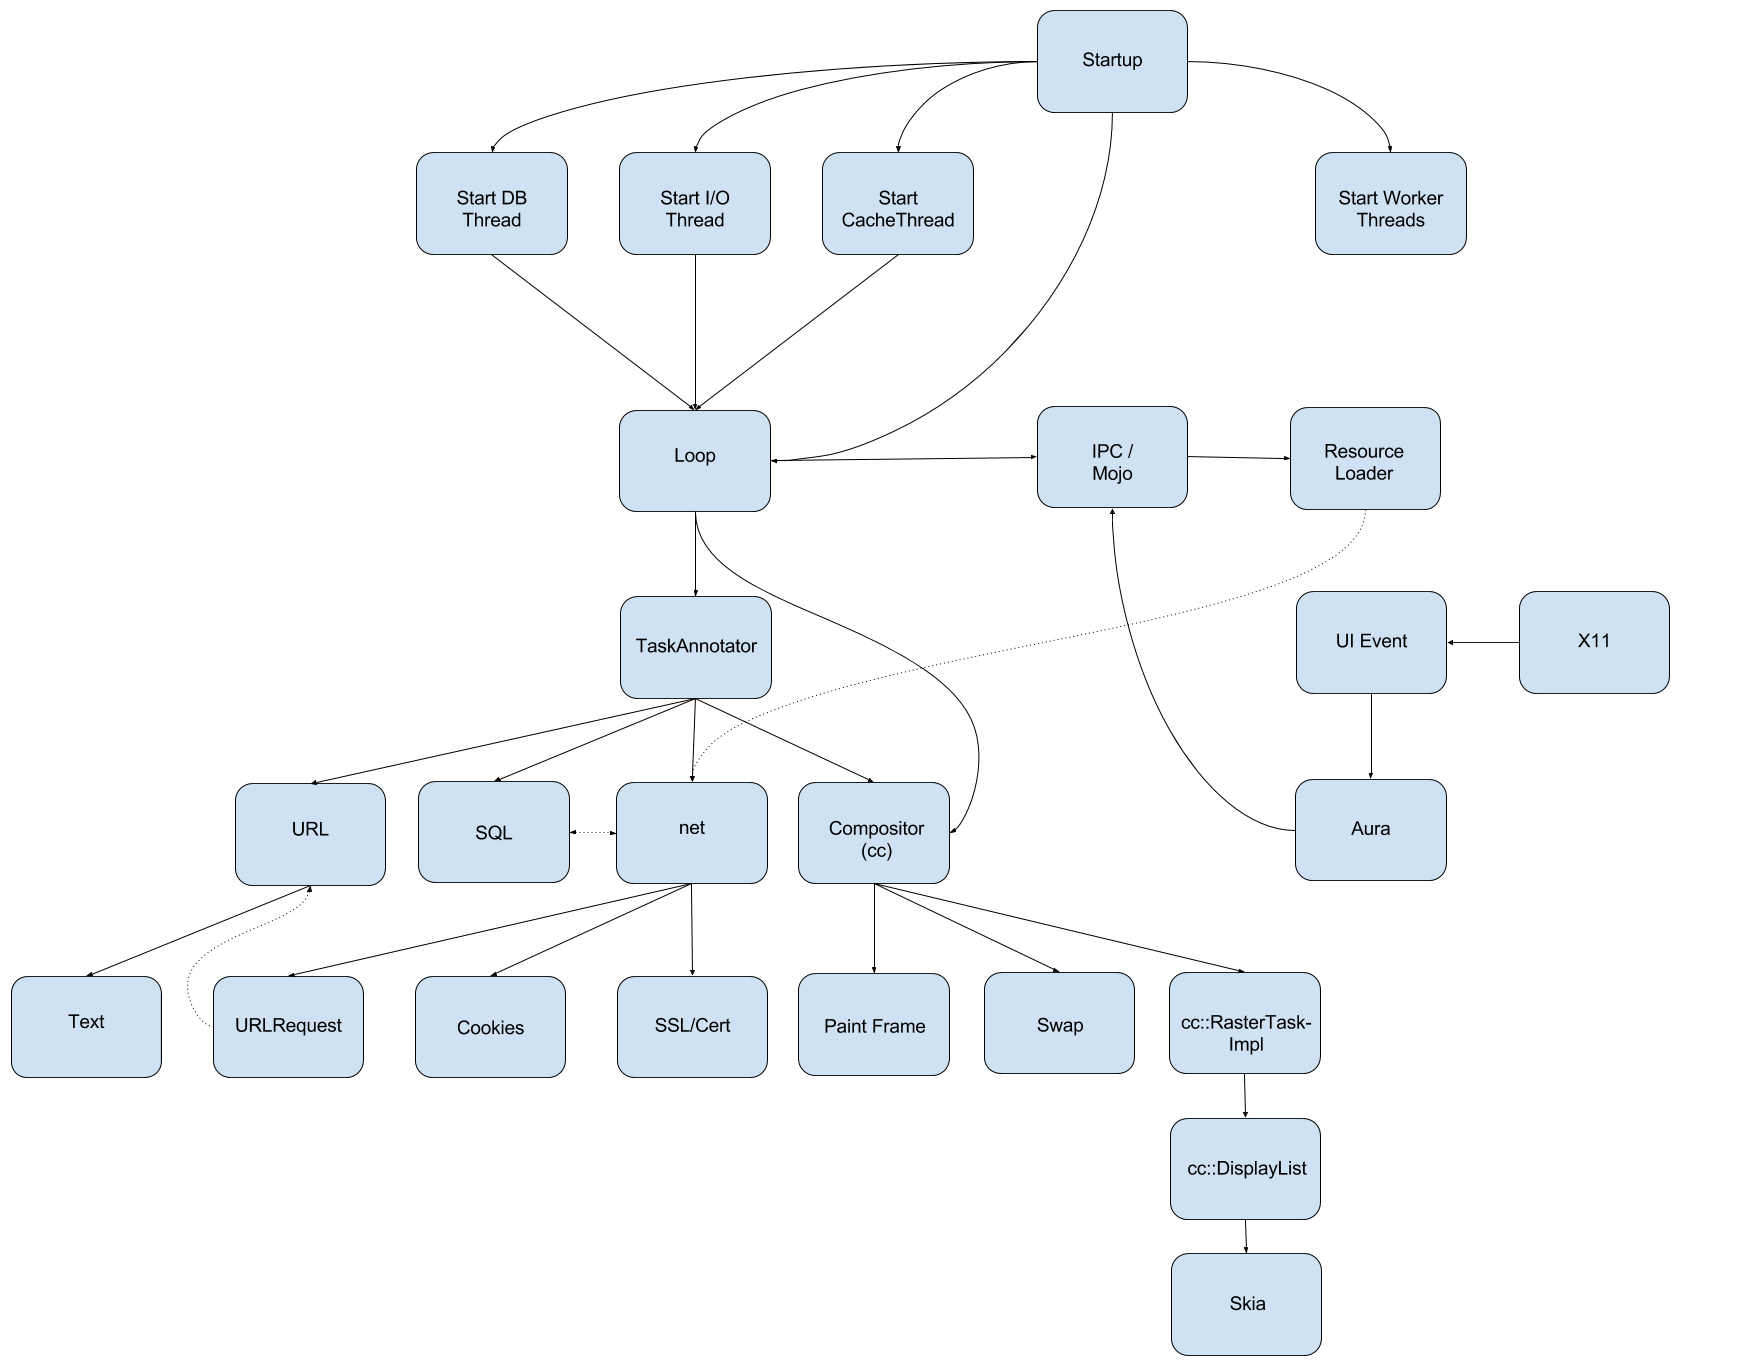 Startup
Start DB
Thread
Start I/O
Thread
Start
CacheThread
Start Worker
Threads
Loop
IPC /
Mojo
Resource
Loader
TaskAnnotator
UI Event
X11
URL
SQL
net
Compositor
(cc)
Aura
Text
URLRequest
Cookies
SSL/Cert
Paint Frame
Swap
cc::RasterTask-
Impl
cc::DisplayList
Skia